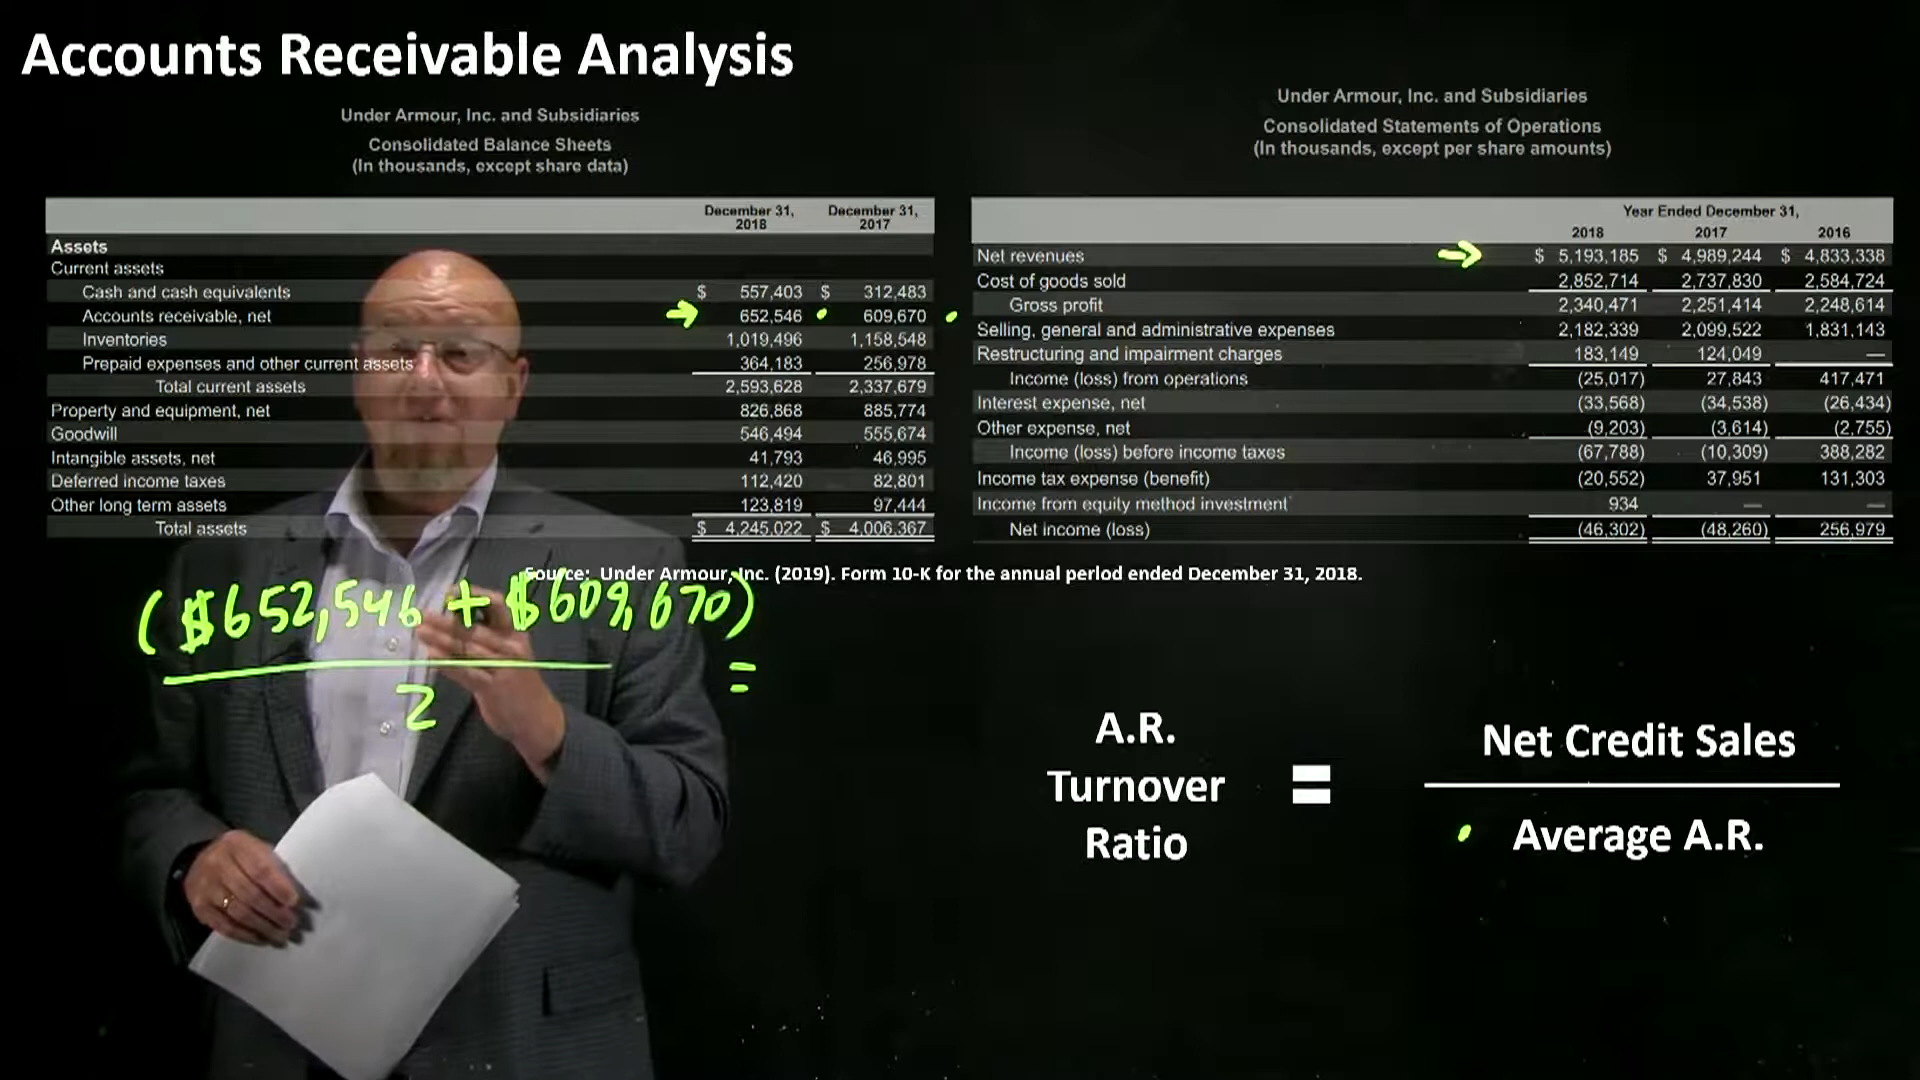 Accounts Receivable Analysis
Under Armour, Inc. and Subsidiaries
Consolidated Balance Sheets
(In thousands, except share data)
December 31, 2018 December 31, 2017
Assets
Current assets
Cash and cash equivalents $ 557,403 $ 312,483
Accounts receivable, net 652,546 609,670
Inventories 1,019,496 1,158,548
Prepaid expenses and other current assets 364,183 256,978
Total current assets 2,593,628 2,337,679
Property and equipment, net 826,868 885,774
Goodwill 546,494 555,674
Intangible assets, net 41,793 46,995
Deferred income taxes 112,420 82,801
Other long term assets 123,819 97,444
Total assets $ 4,245,022 $ 4,006,367
Under Armour, Inc. and Subsidiaries
Consolidated Statements of Operations
(In thousands, except per share amounts)
Year Ended December 31,
2018 2017 2016
Net revenues $ 5,193,185 $ 4,989,244 $ 4,833,338
Cost of goods sold 2,852,714 2,737,830 2,584,724
Gross profit 2,340,471 2,251,414 2,248,614
Selling, general and administrative expenses 2,182,339 2,099,522 1,831,143
Restructuring and impairment charges 183,149 124,049 —
Income (loss) from operations (25,017) 27,843 417,471
Interest expense, net (33,568) (34,538) (26,434)
Other expense, net (9,203) (3,614) (2,755)
Income (loss) before income taxes (67,788) (10,309) 388,282
Income tax expense (benefit) (20,552) 37,951 131,303
Income from equity method investment 934 — —
Net income (loss) (46,302) (48,260) 256,979
Source: Under Armour, Inc. (2019). Form 10-K for the annual period ended December 31, 2018.
($652,546 + $609,670)
=
2
A.R.
Turnover
Ratio
=
Net Credit Sales
Average A.R.